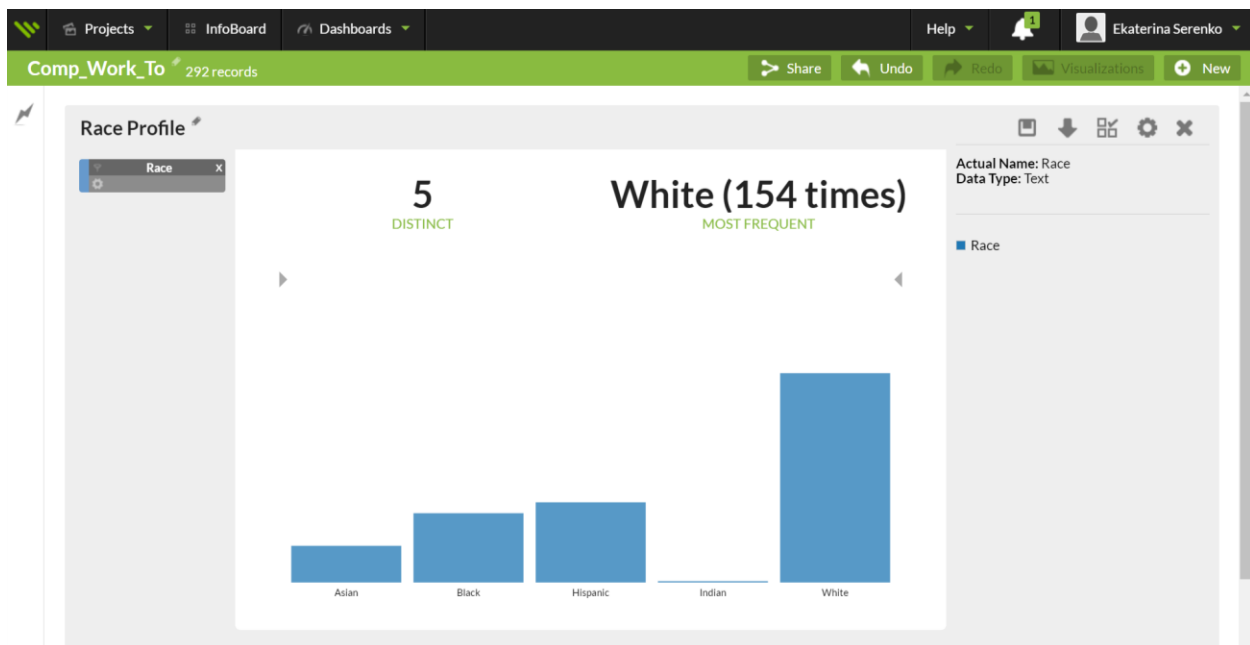 Projects InfoBoard Dashboards Help 1 Ekaterina Serenko
Comp_Work_To 292 records Share Undo Redo Visualizations New
Race Profile
Race x
5
DISTINCT
White (154 times)
MOST FREQUENT
Actual Name: Race
Data Type: Text
Race
Asian Black Hispanic Indian White